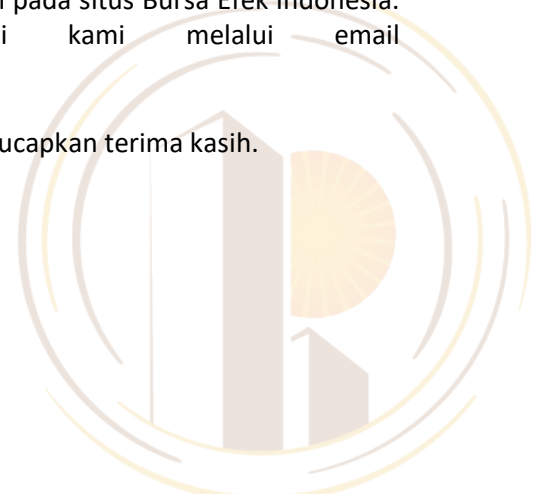 pada situs Bursa Efek Indonesia.
kami melalui email
ucapkan terima kasih.